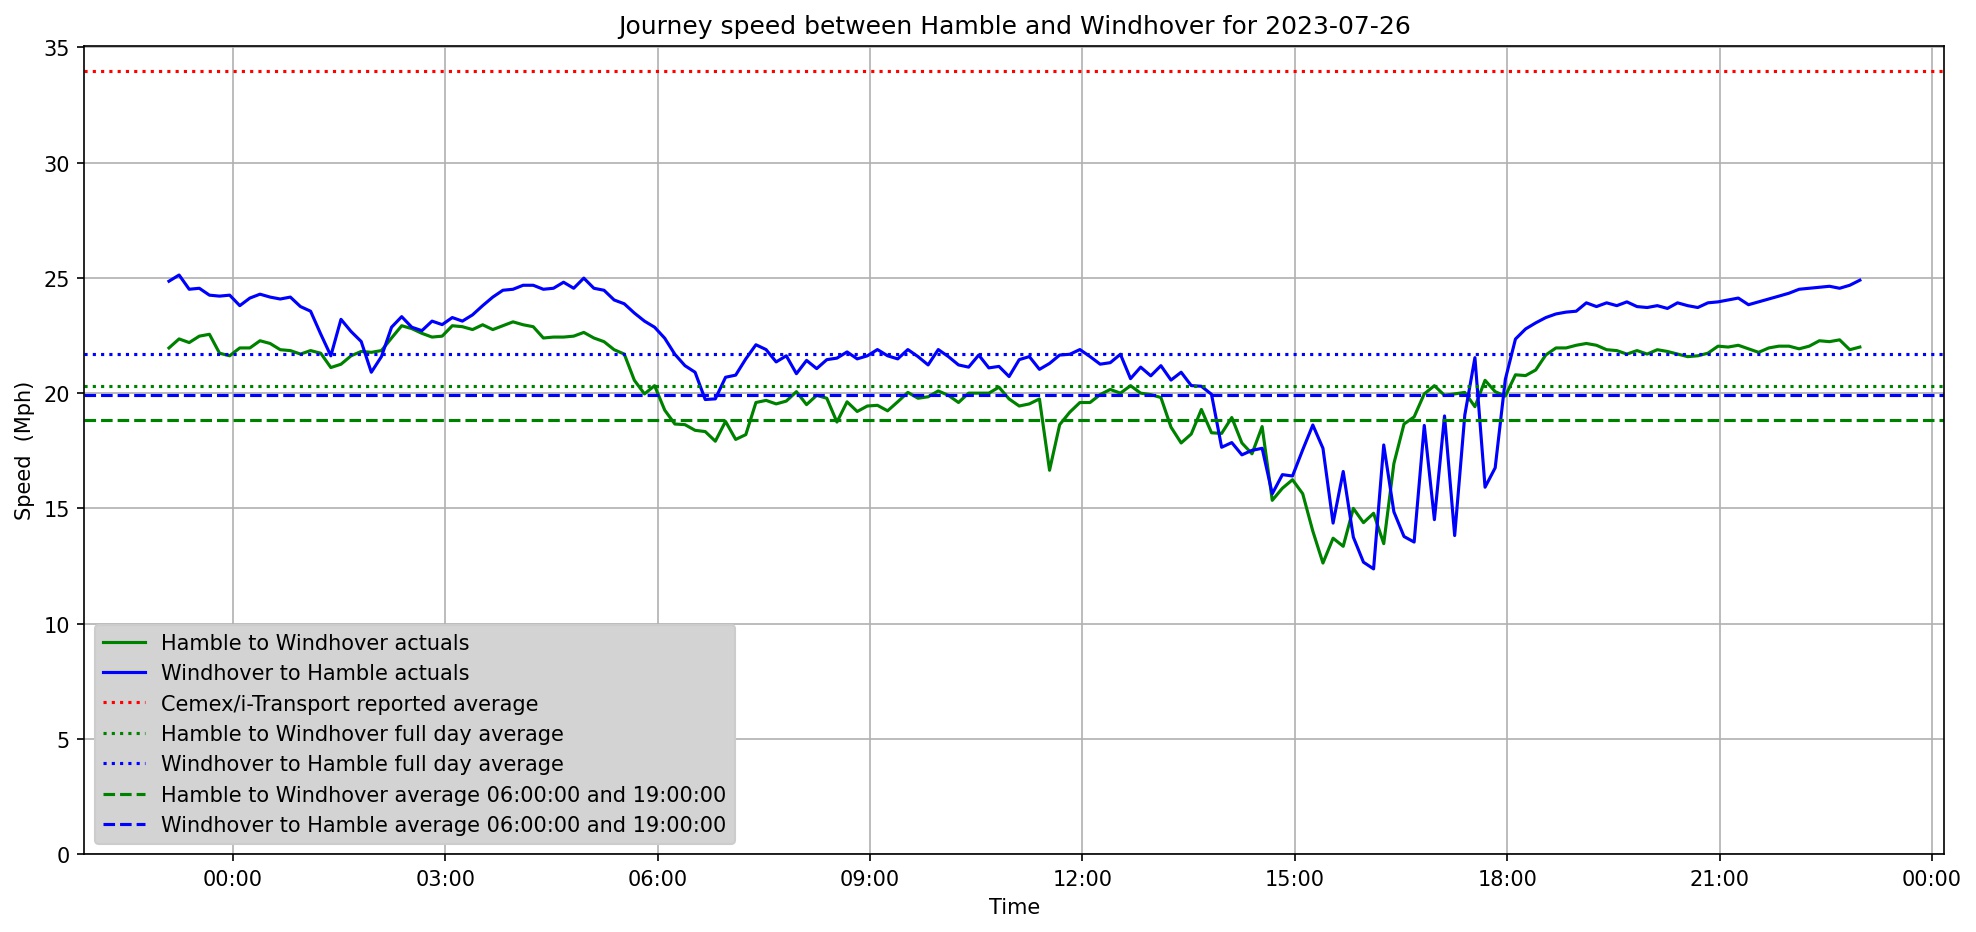 Journey speed between Hamble and Windhover for 2023-07-26
35
30
25
20
15
10
5
0
Speed (Mph)
Hamble to Windhover actuals
Windhover to Hamble actuals
Cemex/i-Transport reported average
Hamble to Windhover full day average
Windhover to Hamble full day average
Hamble to Windhover average 06:00:00 and 19:00:00
Windhover to Hamble average 06:00:00 and 19:00:00
00:00 03:00 06:00 09:00 12:00 15:00 18:00 21:00 00:00
Time